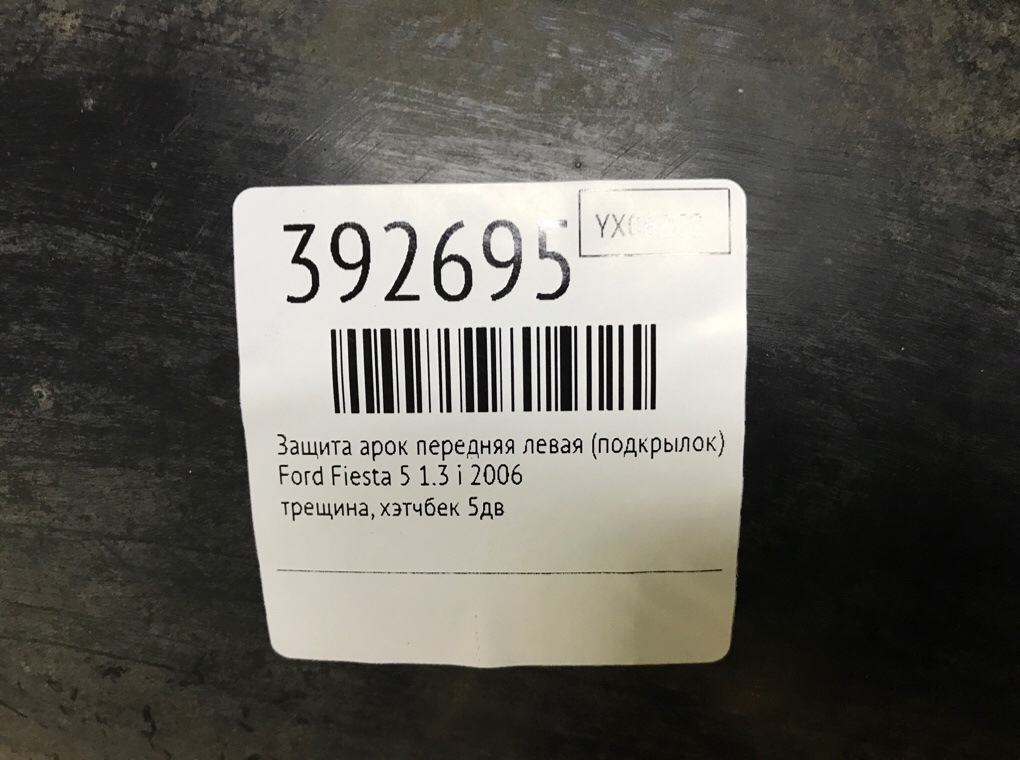 392695
Защита арок передняя левая (подкрылок)
Ford Fiesta 5 1.3 i 2006
трещина, хэтчбек 5дв